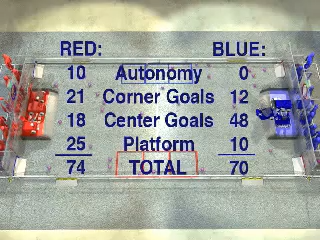 RED: BLUE:
10 Autonomy 0
21 Corner Goals 12
18 Center Goals 48
25 Platform 10
74 TOTAL 70